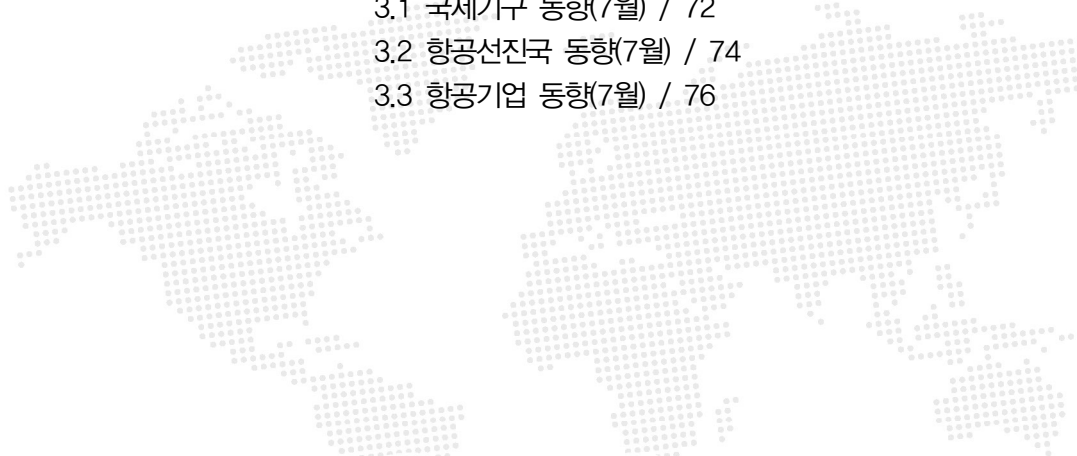 3.1 국제기구 동향(7월) / 72
3.2 항공선진국 동향(7월) / 74
3.3 항공기업 동향(7월) / 76